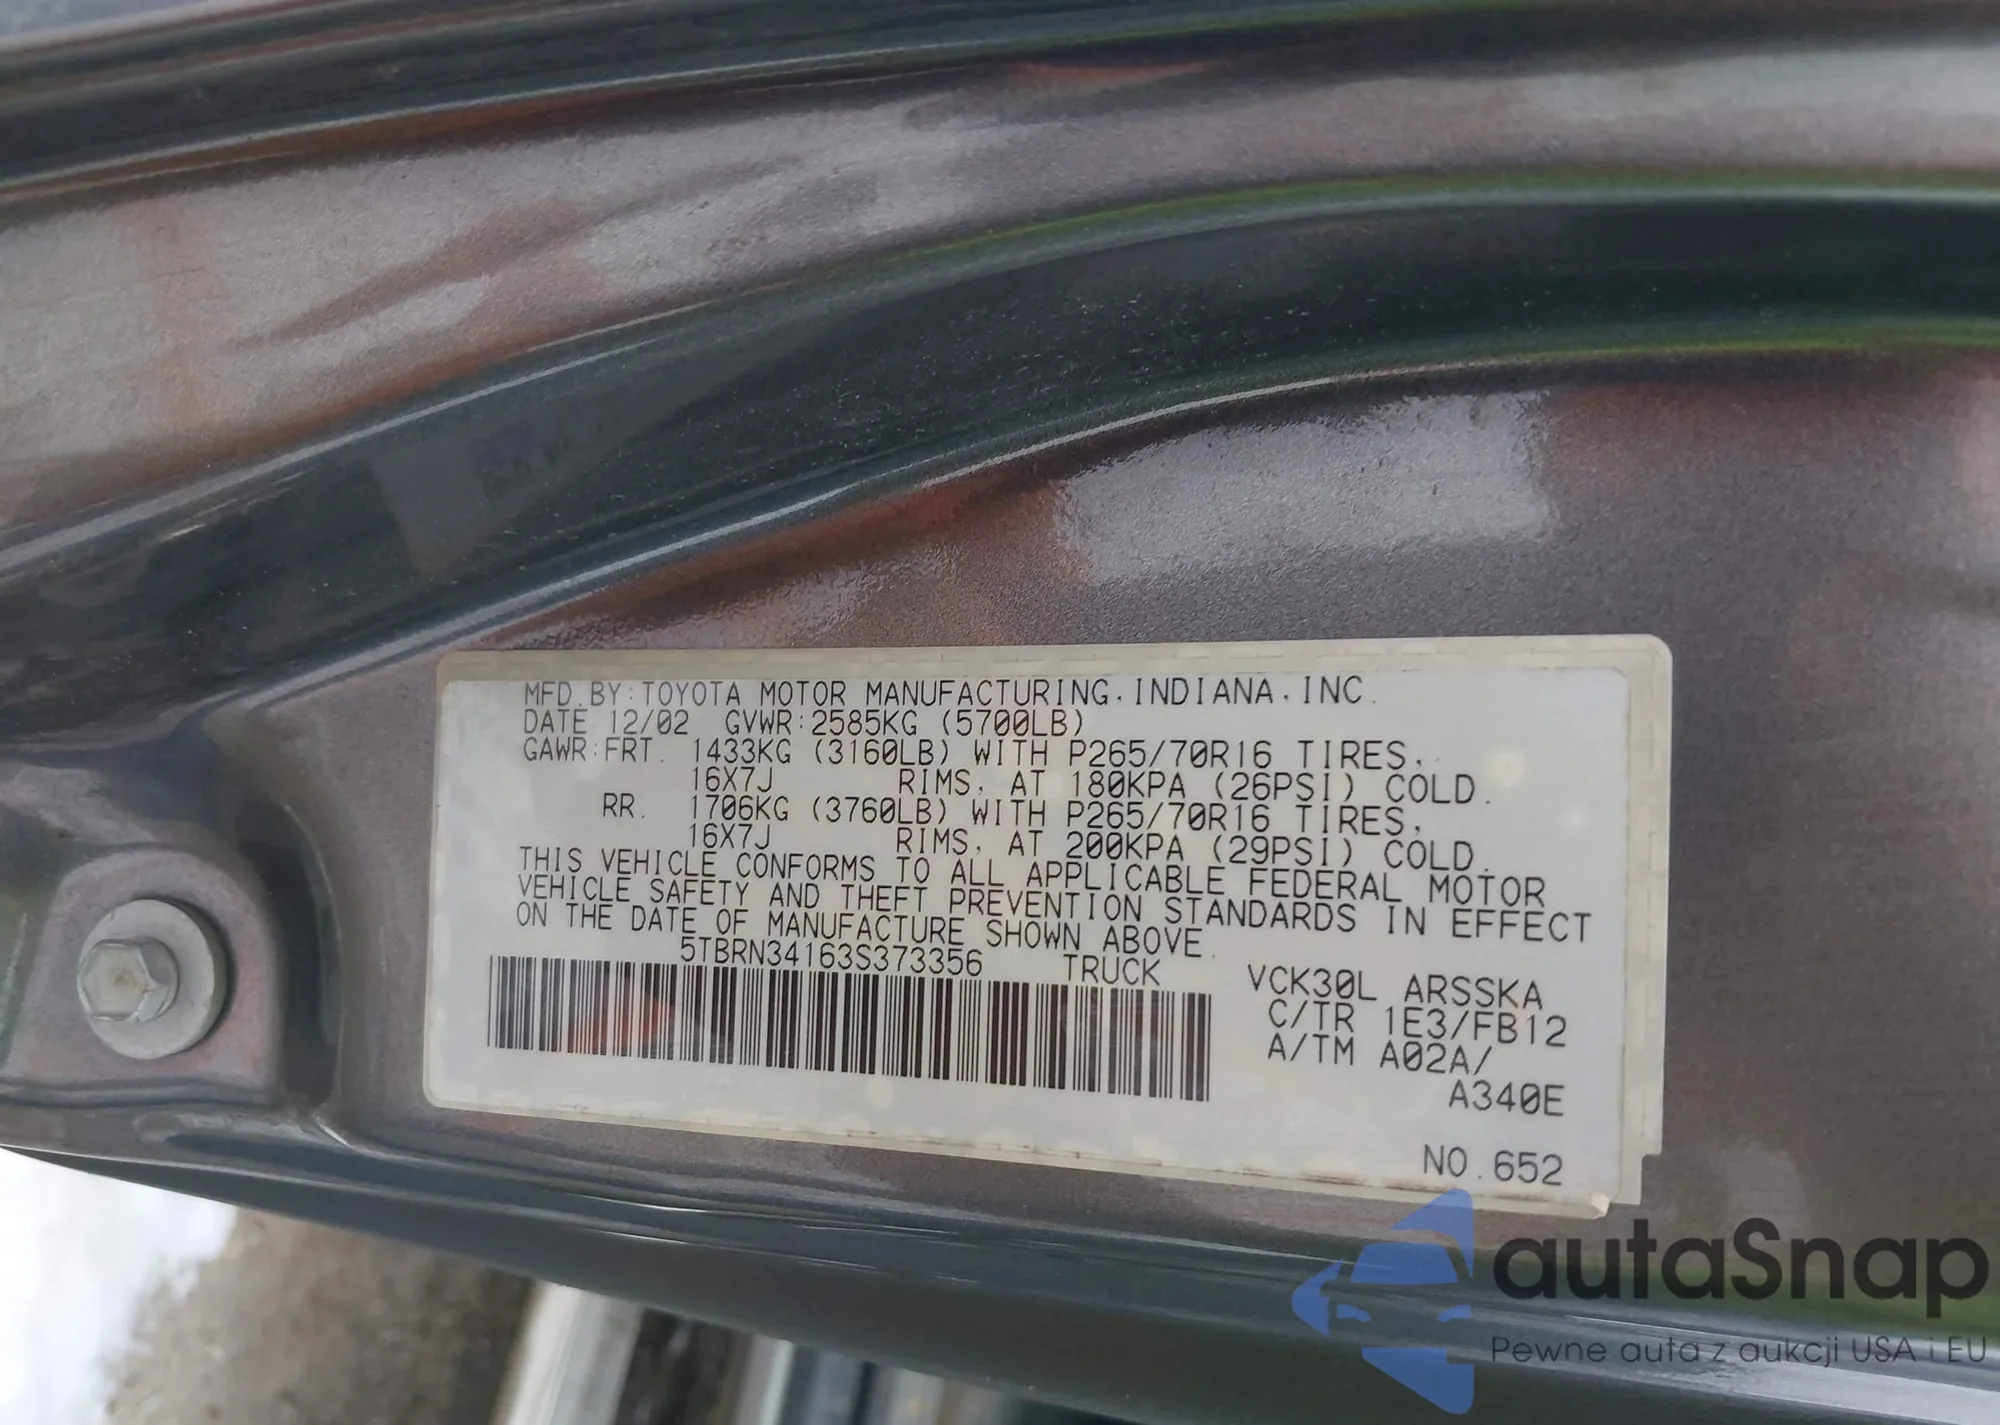 MFD.BY:TOYOTA MOTOR MANUFACTURING.INDIANA.INC.
DATE 12/02 GVWR:2585KG (5700LB)
GAWR:FRT. 1433KG (3160LB) WITH P265/70R16 TIRES,
16X7J RIMS, AT 180KPA (26PSI) COLD.
RR. 1706KG (3760LB) WITH P265/70R16 TIRES,
16X7J RIMS, AT 200KPA (29PSI) COLD.
THIS VEHICLE CONFORMS TO ALL APPLICABLE FEDERAL MOTOR
VEHICLE SAFETY AND THEFT PREVENTION STANDARDS IN EFFECT
ON THE DATE OF MANUFACTURE SHOWN ABOVE.
5TBRN34163S373356 TRUCK
VCK30L ARSSKA
C/TR 1E3/FB12
A/TM A02A/
A340E
NO.652
autaSnap
Pewne auta z aukcji USA i EU